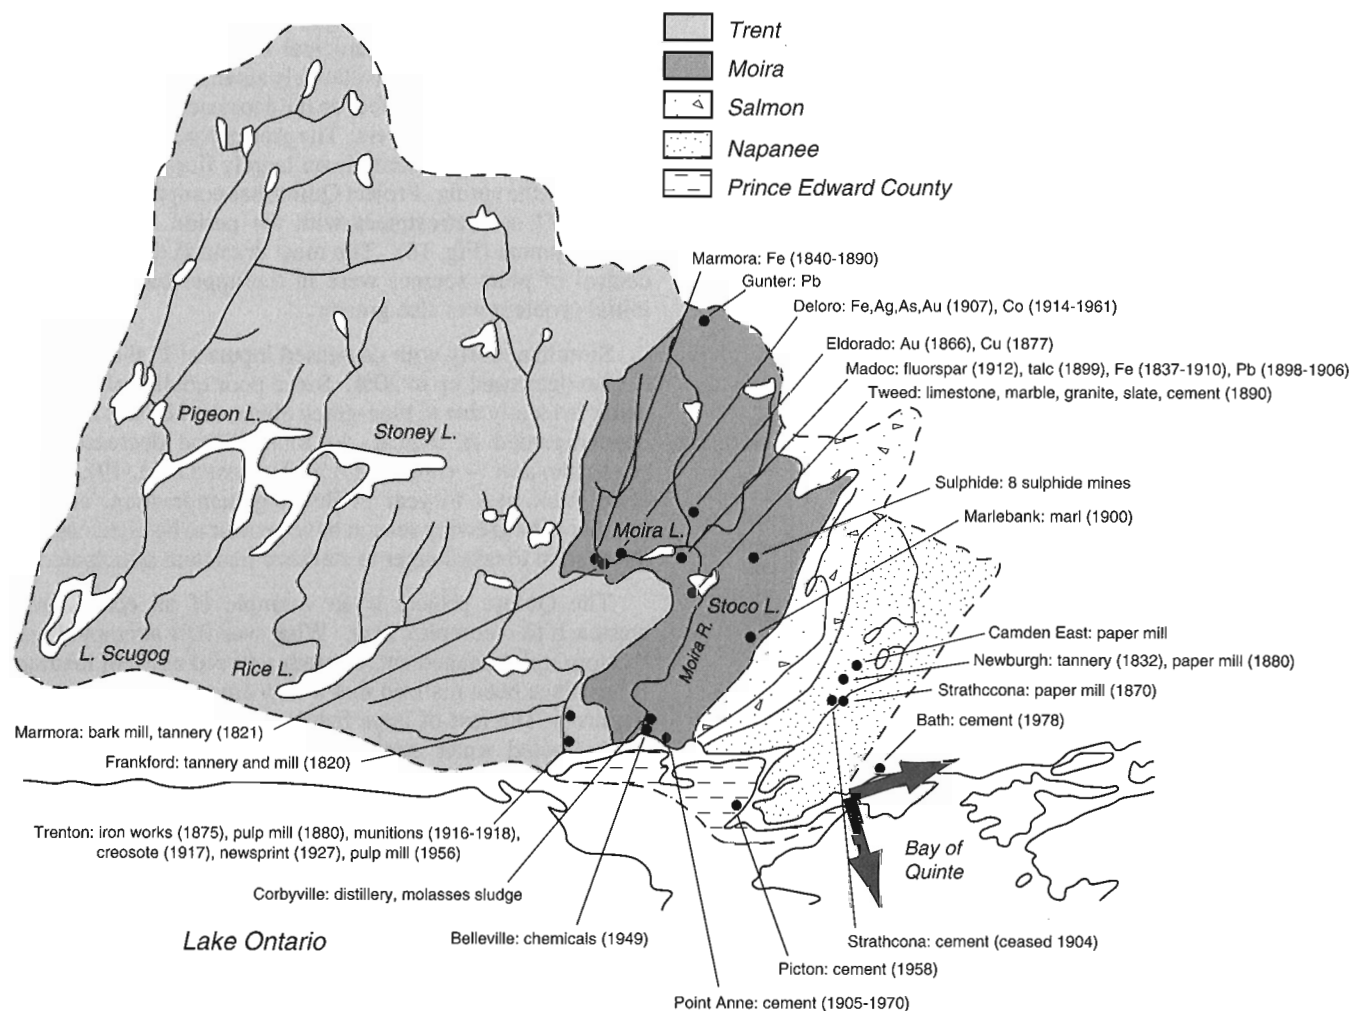 Trent
Moira
Salmon
Napanee
Prince Edward County
Marmora: Fe (1840-1890)
Gunter: Pb
Deloro: Fe,Ag,As,Au (1907), Co (1914-1961)
Eldorado: Au (1866), Cu (1877)
Madoc: fluorspar (1912), talc (1899), Fe (1837-1910), Pb (1898-1906)
Tweed: limestone, marble, granite, slate, cement (1890)
Pigeon L.
Stoney L.
Sulphide: 8 sulphide mines
Marlebank: marl (1900)
Moira L.
Stoco L.
Moira R.
L. Scugog
Rice L.
Camden East: paper mill
Newburgh: tannery (1832), paper mill (1880)
Strathccona: paper mill (1870)
Bath: cement (1978)
Marmora: bark mill, tannery (1821)
Frankford: tannery and mill (1820)
Trenton: iron works (1875), pulp mill (1880), munitions (1916-1918),
creosote (1917), newsprint (1927), pulp mill (1956)
Bay of
Quinte
Corbyville: distillery, molasses sludge
Lake Ontario
Belleville: chemicals (1949)
Strathcona: cement (ceased 1904)
Picton: cement (1958)
Point Anne: cement (1905-1970)